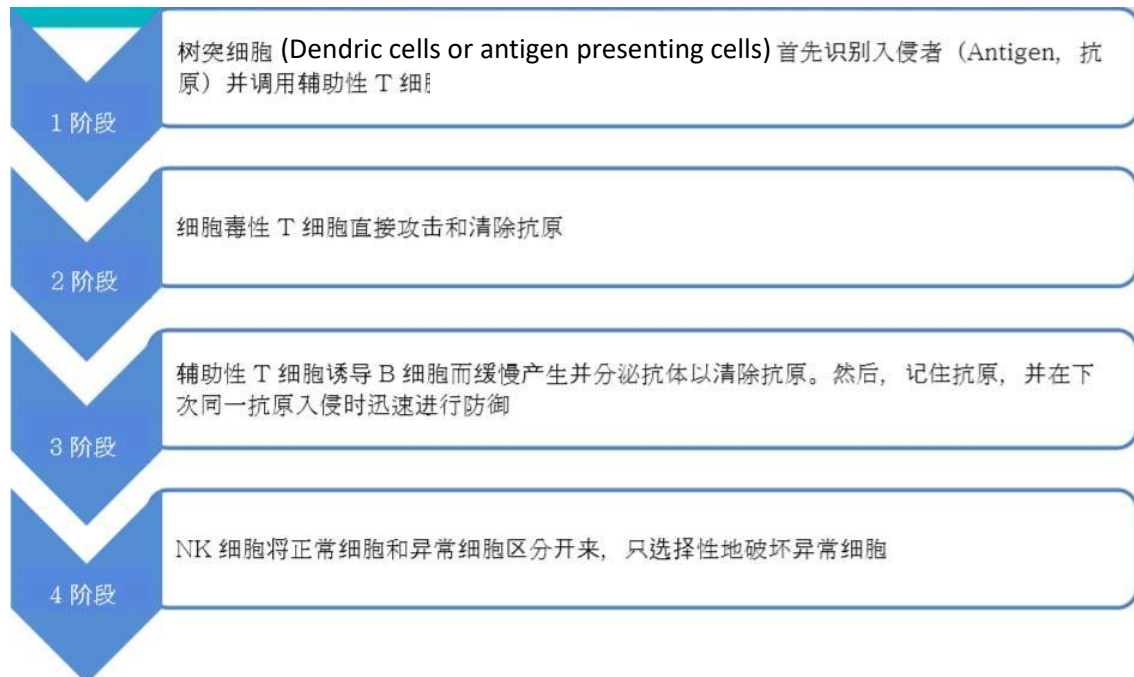 树突细胞 (Dendric cells or antigen presenting cells) 首先识别入侵者（Antigen，抗
原）并调用辅助性 T 细
1 阶段
细胞毒性 T 细胞直接攻击和清除抗原
2 阶段
辅助性 T 细胞诱导 B 细胞而缓慢产生并分泌抗体以清除抗原。然后，记住抗原，并在下
次同一抗原入侵时迅速进行防御
3 阶段
NK 细胞将正常细胞和异常细胞区分开来，只选择性地破坏异常细胞
4 阶段